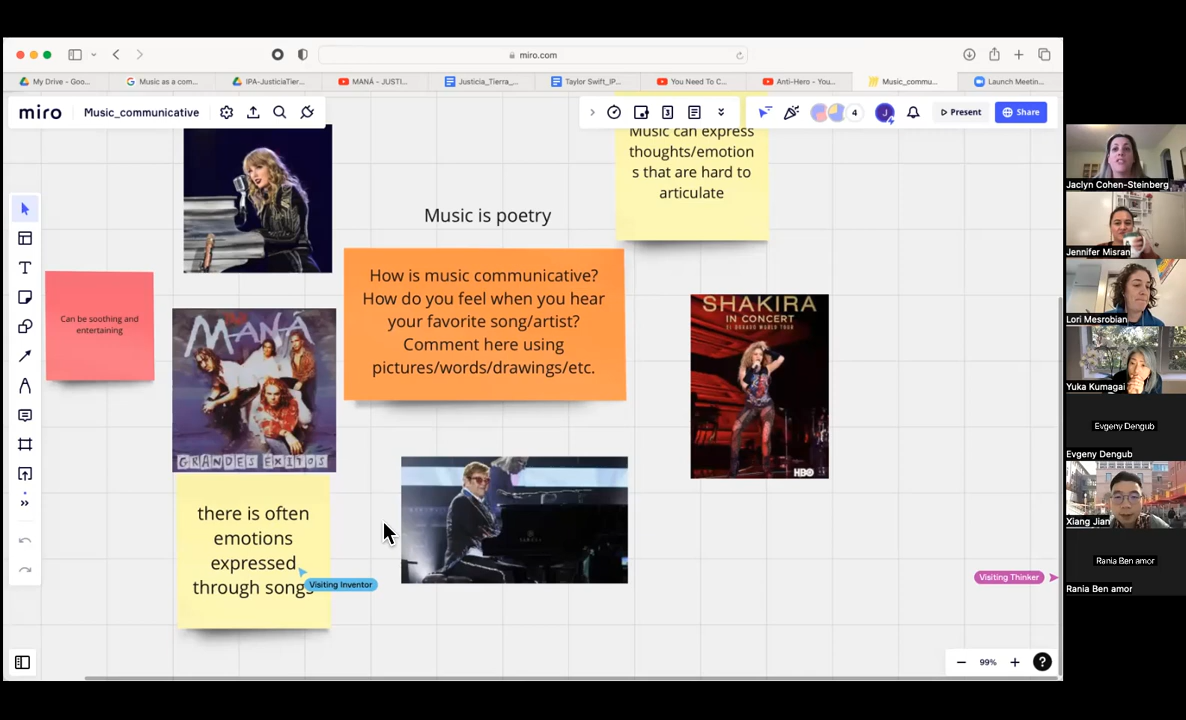 miro.com
My Drive - Goo...
Music as a com...
IPA-JusticiaTier...
MANÁ - JUSTI...
Justicia_Tierra_...
Taylor Swift_IP...
You Need To C...
Anti-Hero - You...
Music_commu...
Launch Meetin...
miro
Music_communicative
3
4
J
Present
Share
Music can express
thoughts/emotion
s that are hard to
articulate
Music is poetry
How is music communicative?
How do you feel when you hear
your favorite song/artist?
Comment here using
pictures/words/drawings/etc.
Can be soothing and
entertaining
MANÁ
GRANDES EXITOS
SHAKIRA
IN CONCERT
EL DORADO WORLD TOUR
HBO
there is often
emotions
expressed
through songs
Visiting Inventor
Visiting Thinker
99%
?
Jaclyn Cohen-Steinberg
Jennifer Misran
Lori Mesrobian
Yuka Kumagai
Evgeny Dengub
Evgeny Dengub
Xiang Jian
Rania Ben amor
Rania Ben amor